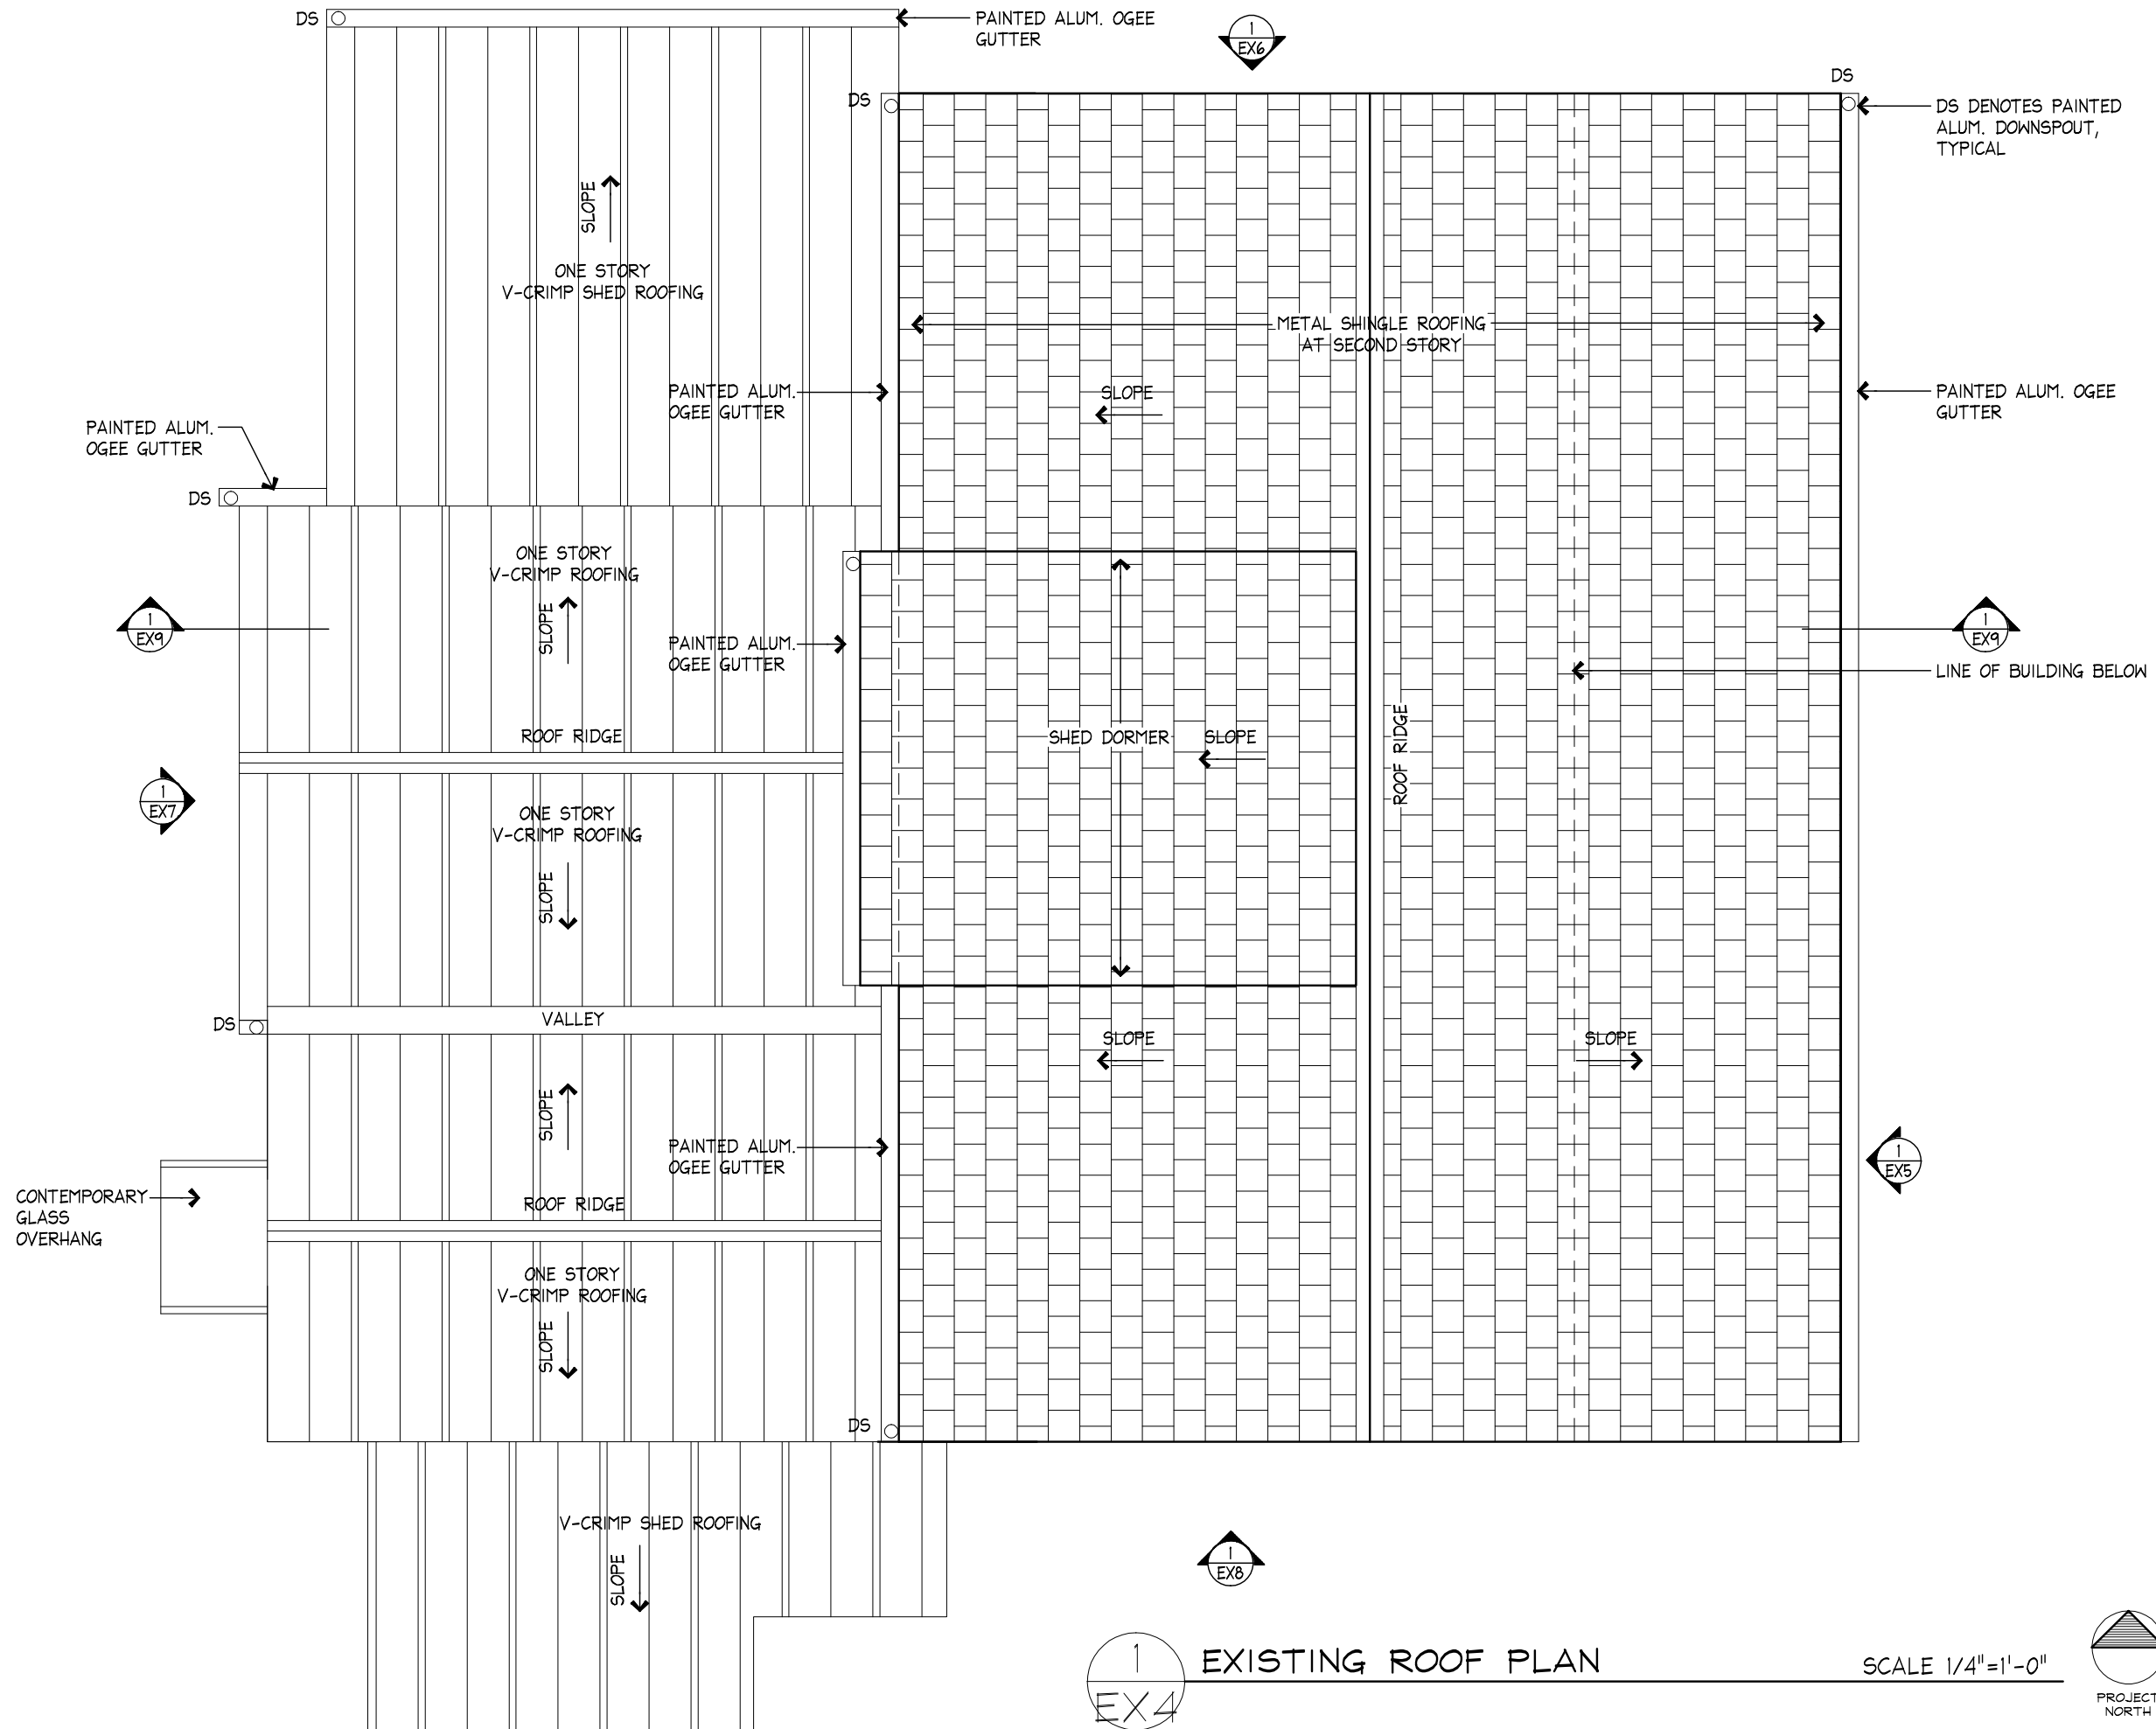 DS
PAINTED ALUM. OGEE
GUTTER
1
EX6
DS
DS
DS DENOTES PAINTED
ALUM. DOWNSPOUT,
TYPICAL
SLOPE
ONE STORY
V-CRIMP SHED ROOFING
METAL SHINGLE ROOFING
AT SECOND STORY
PAINTED ALUM.
OGEE GUTTER
SLOPE
PAINTED ALUM. OGEE
GUTTER
PAINTED ALUM.
OGEE GUTTER
DS
ONE STORY
V-CRIMP ROOFING
SLOPE
1
EX9
PAINTED ALUM.
OGEE GUTTER
1
EX9
LINE OF BUILDING BELOW
ROOF RIDGE
SHED DORMER
SLOPE
ROOF RIDGE
1
EX7
ONE STORY
V-CRIMP ROOFING
SLOPE
DS
VALLEY
SLOPE
SLOPE
SLOPE
PAINTED ALUM.
OGEE GUTTER
1
EX5
CONTEMPORARY
GLASS
OVERHANG
ROOF RIDGE
ONE STORY
V-CRIMP ROOFING
SLOPE
DS
V-CRIMP SHED ROOFING
SLOPE
1
EX8
1
EX4
EXISTING ROOF PLAN
SCALE 1/4"=1'-0"
PROJECT
NORTH